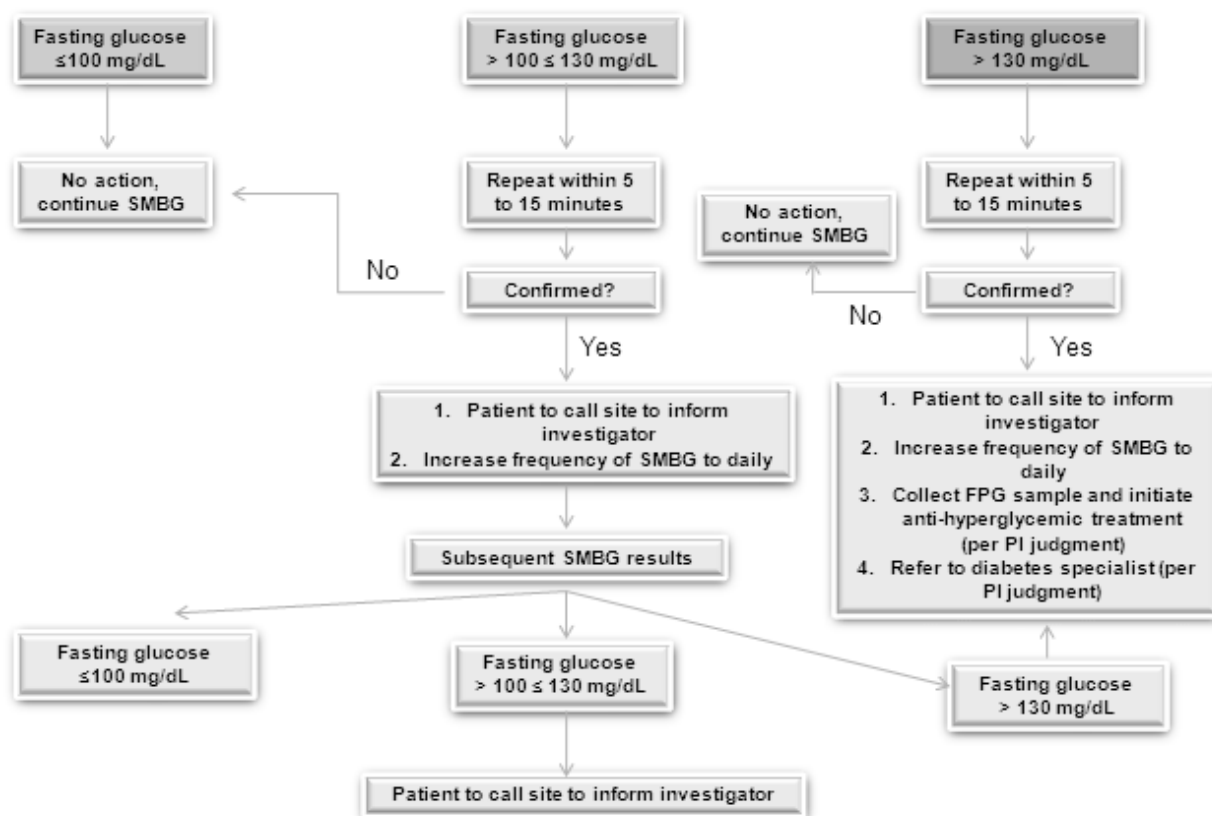 Fasting glucose
≤100 mg/dL
Fasting glucose
> 100 ≤ 130 mg/dL
Fasting glucose
> 130 mg/dL
No action,
continue SMBG
Repeat within 5
to 15 minutes
No action,
continue SMBG
Repeat within 5
to 15 minutes
No
Confirmed?
No
Confirmed?
Yes
Yes
1. Patient to call site to inform
investigator
2. Increase frequency of SMBG to daily
1. Patient to call site to inform
investigator
2. Increase frequency of SMBG to
daily
3. Collect FPG sample and initiate
anti-hyperglycemic treatment
(per PI judgment)
4. Refer to diabetes specialist (per
PI judgment)
Subsequent SMBG results
Fasting glucose
≤100 mg/dL
Fasting glucose
> 100 ≤ 130 mg/dL
Fasting glucose
> 130 mg/dL
Patient to call site to inform investigator